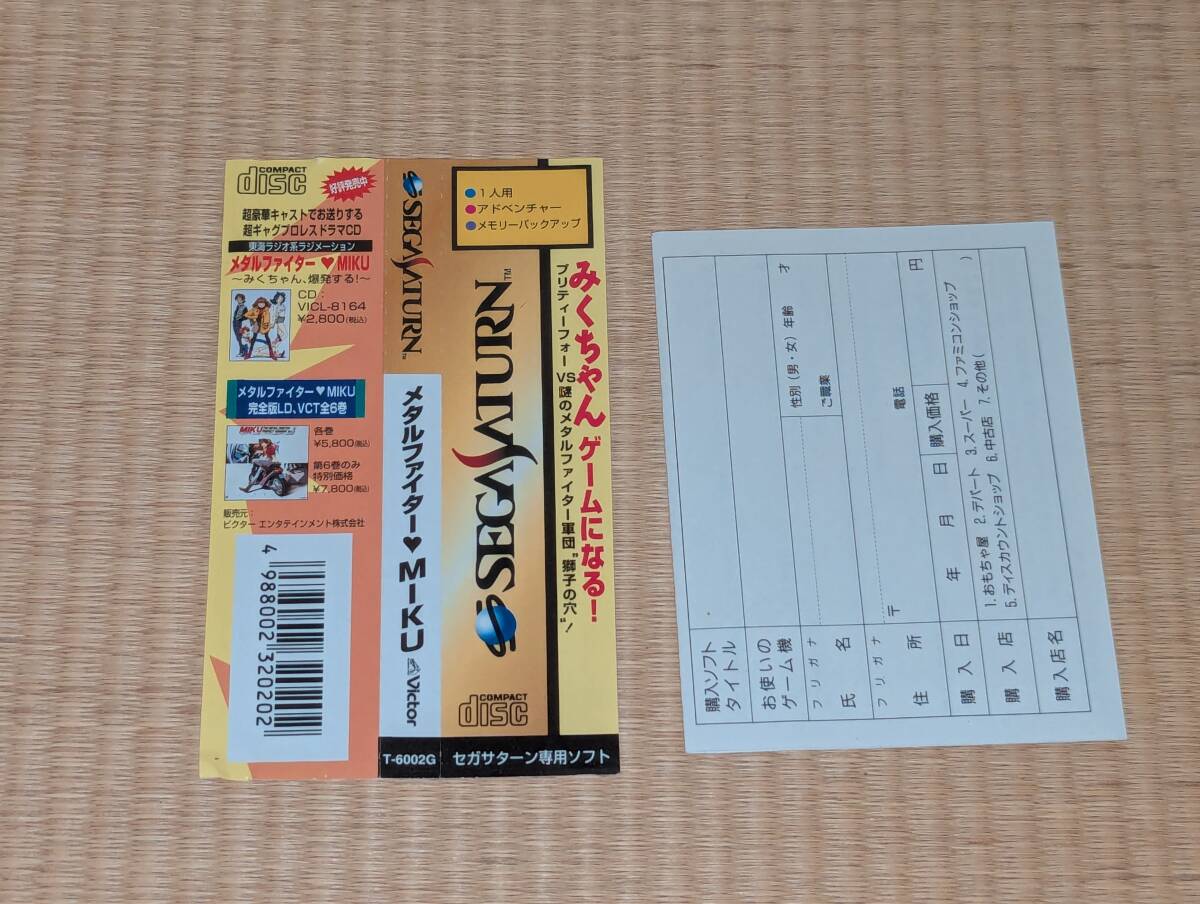 COMPACT
disc
好評発売中
超豪華キャストでお送りする
超ギャグプロレスドラマCD
東海ラジオ系ラジメーション
メタルファイター♥MIKU
～みくちゃん、爆発する!～
CD:
VICL-8164
¥2,800(税込)
メタルファイター♥MIKU
完全版LD、VCT全6巻
MIKU
各巻
¥5,800(税込)
第6巻のみ
特別価格
¥7,800(税込)
販売元:
ビクター エンタテインメント株式会社
4 988002 320202
SEGA SATURN™
メタルファイター♥MIKU
Victor
T-6002G
●1人用
●アドベンチャー
●メモリーバックアップ
SEGA SATURN™
COMPACT
disc
みくちゃんゲームになる!
プリティーフォー VS 謎のメタルファイター軍団"獅子の穴"!
セガサターン専用ソフト
購入ソフト
タイトル
お使いの
ゲーム機
フリガナ
氏 名
性別(男・女)年齢 才
ご職業
フリガナ
住 所
〒
電話
購入日
年 月 日
購入価格
円
購入店
1.おもちゃ屋 2.デパート 3.スーパー 4.ファミコンショップ
5.ディスカウントショップ 6.中古店 7.その他( )
購入店名